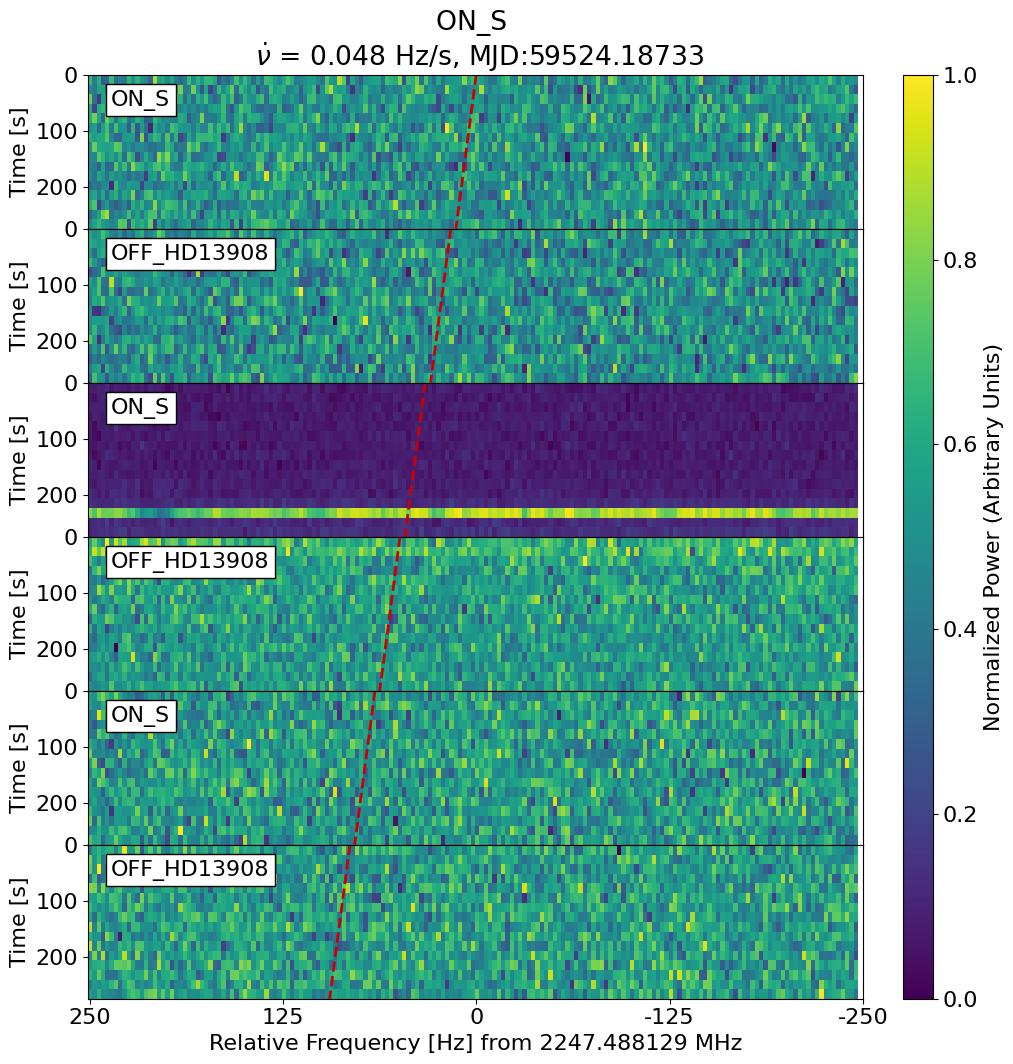 ON_S
ν̇ = 0.048 Hz/s, MJD:59524.18733
0
100
200
Time [s]
ON_S
0
100
200
Time [s]
OFF_HD13908
0
100
200
Time [s]
ON_S
0
100
200
Time [s]
OFF_HD13908
0
100
200
Time [s]
ON_S
0
100
200
Time [s]
OFF_HD13908
250 125 0 -125 -250
Relative Frequency [Hz] from 2247.488129 MHz
1.0
0.8
0.6
0.4
0.2
0.0
Normalized Power (Arbitrary Units)